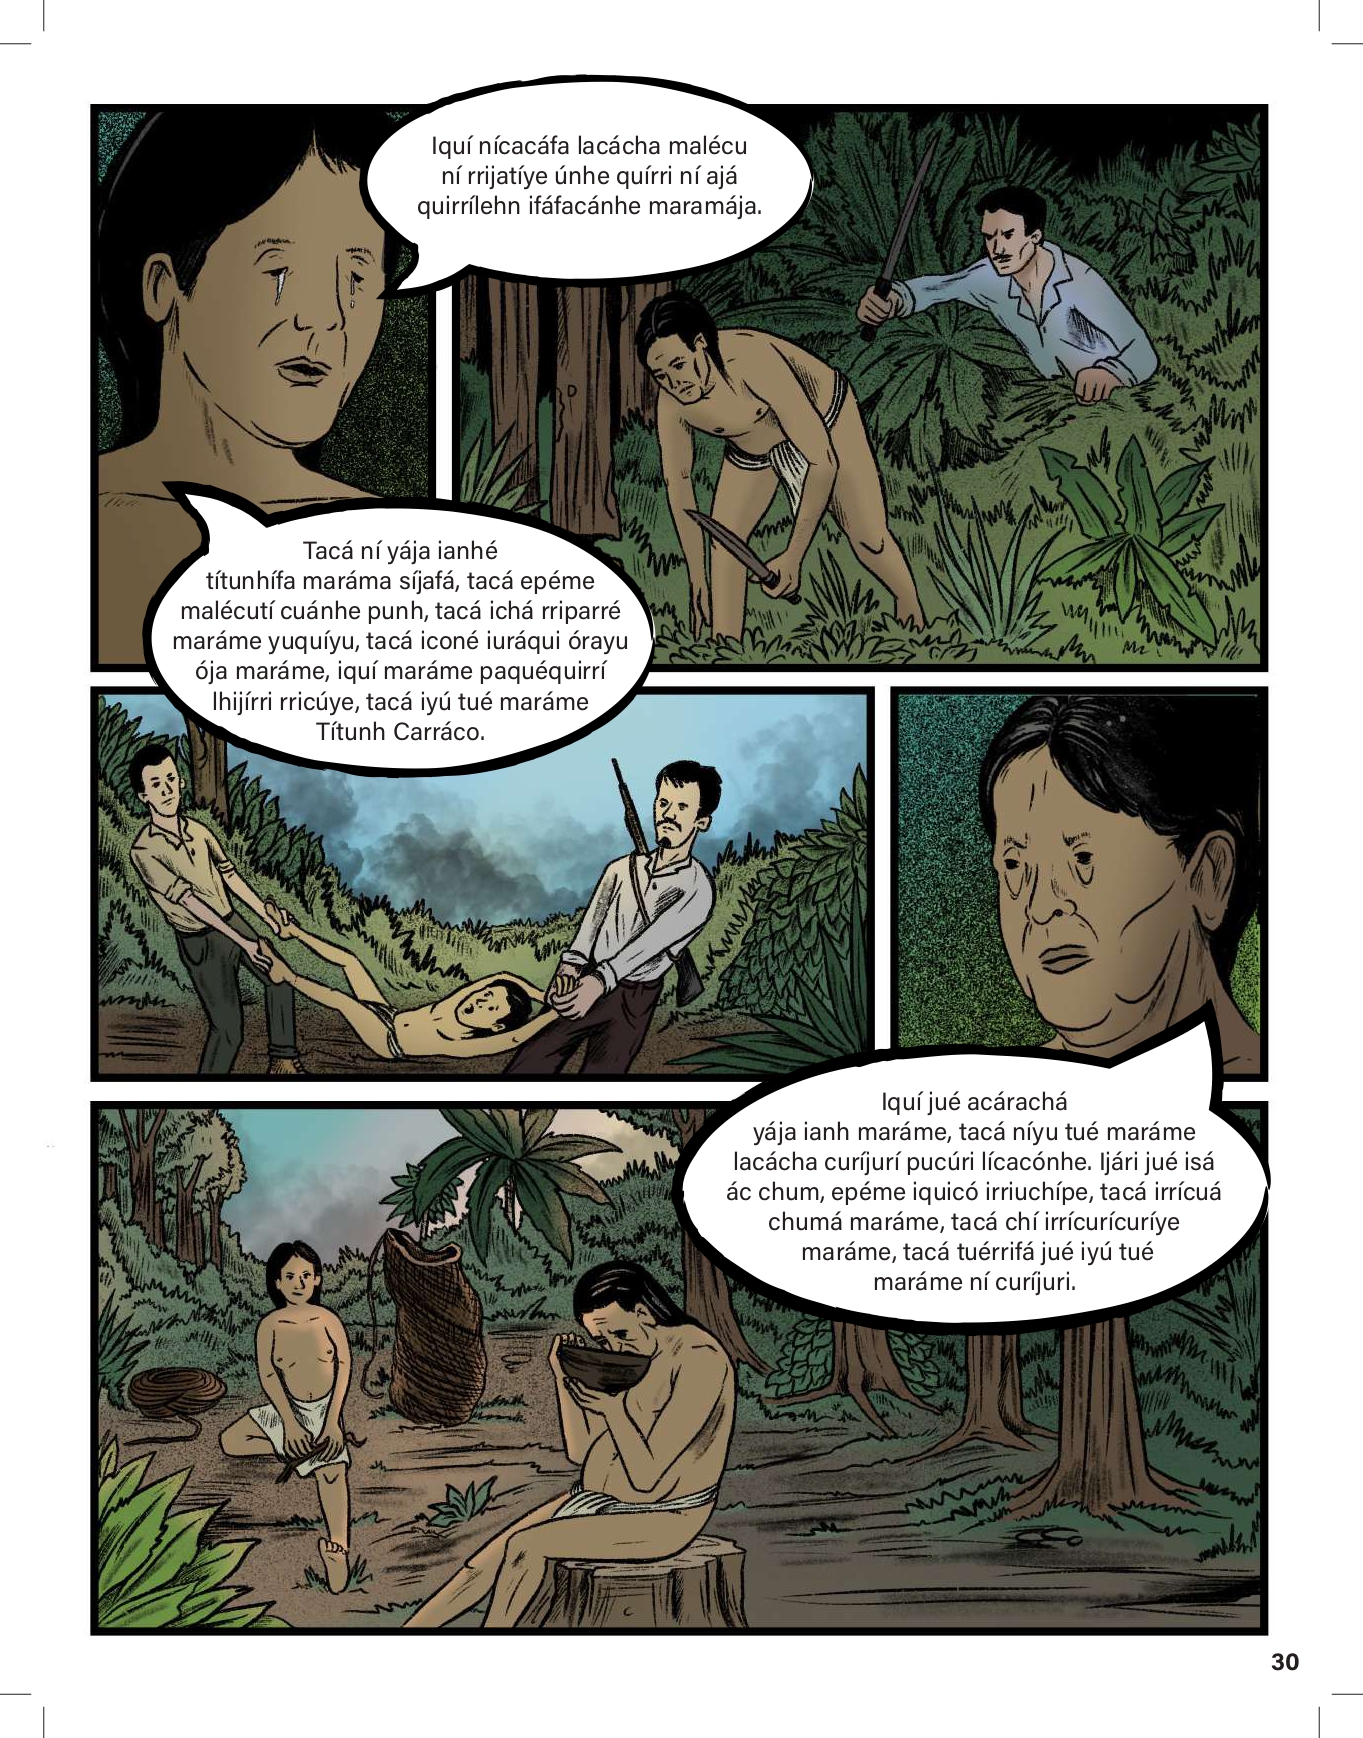 Iquí nícacáfa lacácha malécu
ní rrijatíye únhe quírri ní ajá
quirrílehn ifáfacánhe maramája.
Tacá ní yája ianhé
títunhífa maráma síjafá, tacá epéme
malécutí cuánhe punh, tacá ichá rriparré
maráme yuquíyu, tacá iconé iuráqui órayu
ója maráme, iquí maráme paquéquirrí
lhijírri rricúye, tacá iyú tué maráme
Títunh Carráco.
Iquí jué acárachá
yája ianh maráme, tacá níyu tué maráme
lacácha curíjurí pucúri lícacónhe. Ijári jué isá
ác chum, epéme iquicó irriuchípe, tacá irrícuá
chumá maráme, tacá chí irrícurícuríye
maráme, tacá tuérrifá jué iyú tué
maráme ní curíjuri.
30